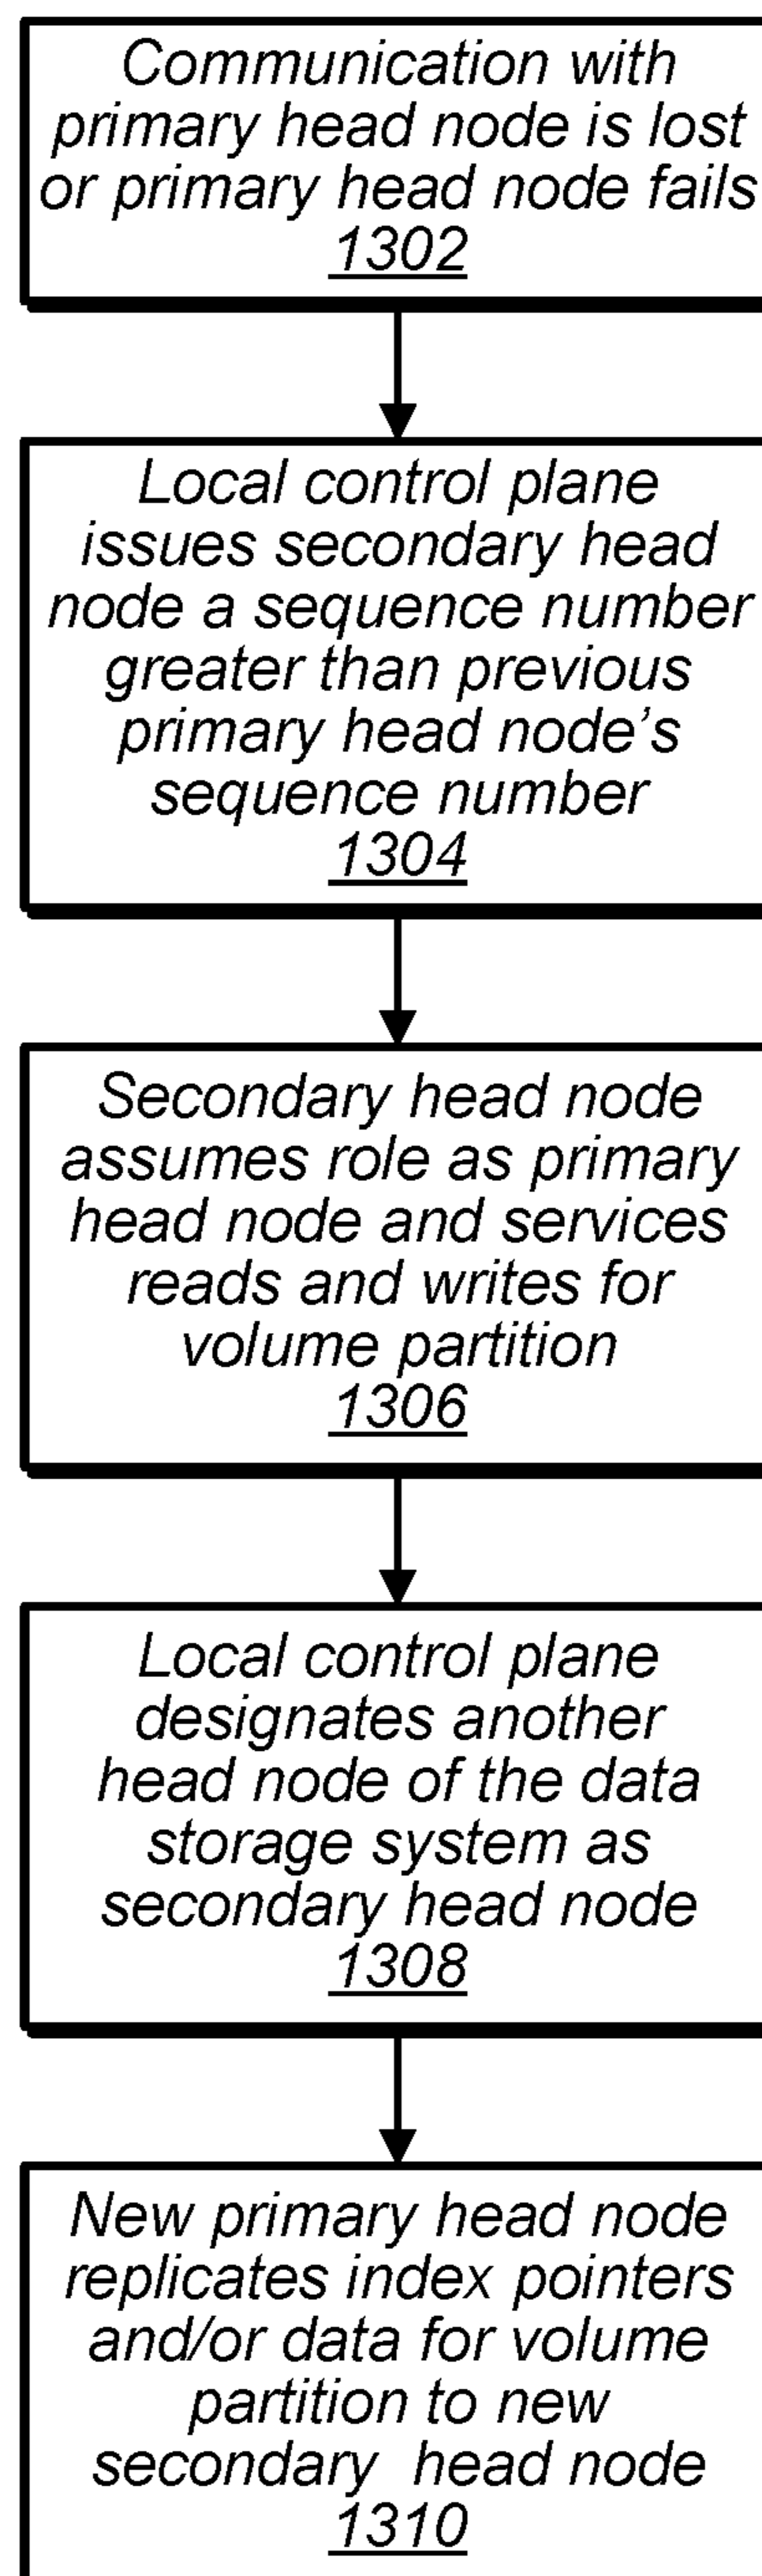 Communication with
primary head node is lost
or primary head node fails
1302
Local control plane
issues secondary head
node a sequence number
greater than previous
primary head node's
sequence number
1304
Secondary head node
assumes role as primary
head node and services
reads and writes for
volume partition
1306
Local control plane
designates another
head node of the data
storage system as
secondary head node
1308
New primary head node
replicates index pointers
and/or data for volume
partition to new
secondary head node
1310